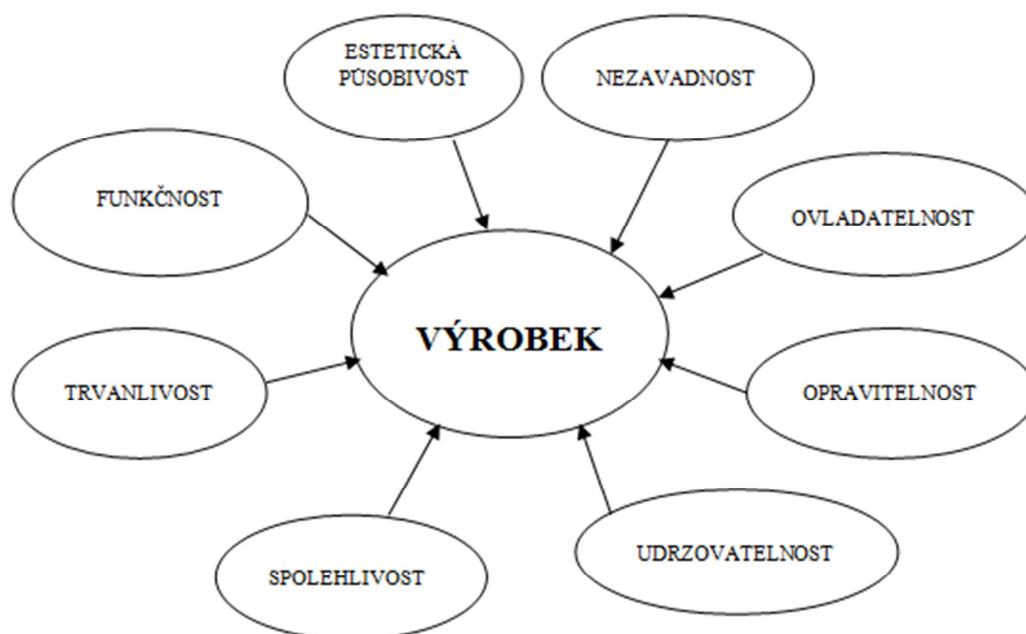 ESTETICKÁ
PŮSOBIVOST
NEZAVADNOST
FUNKČNOST
OVLADATELNOST
VÝROBEK
TRVANLIVOST
OPRAVITELNOST
SPOLEHLIVOST
UDRZOVATELNOST